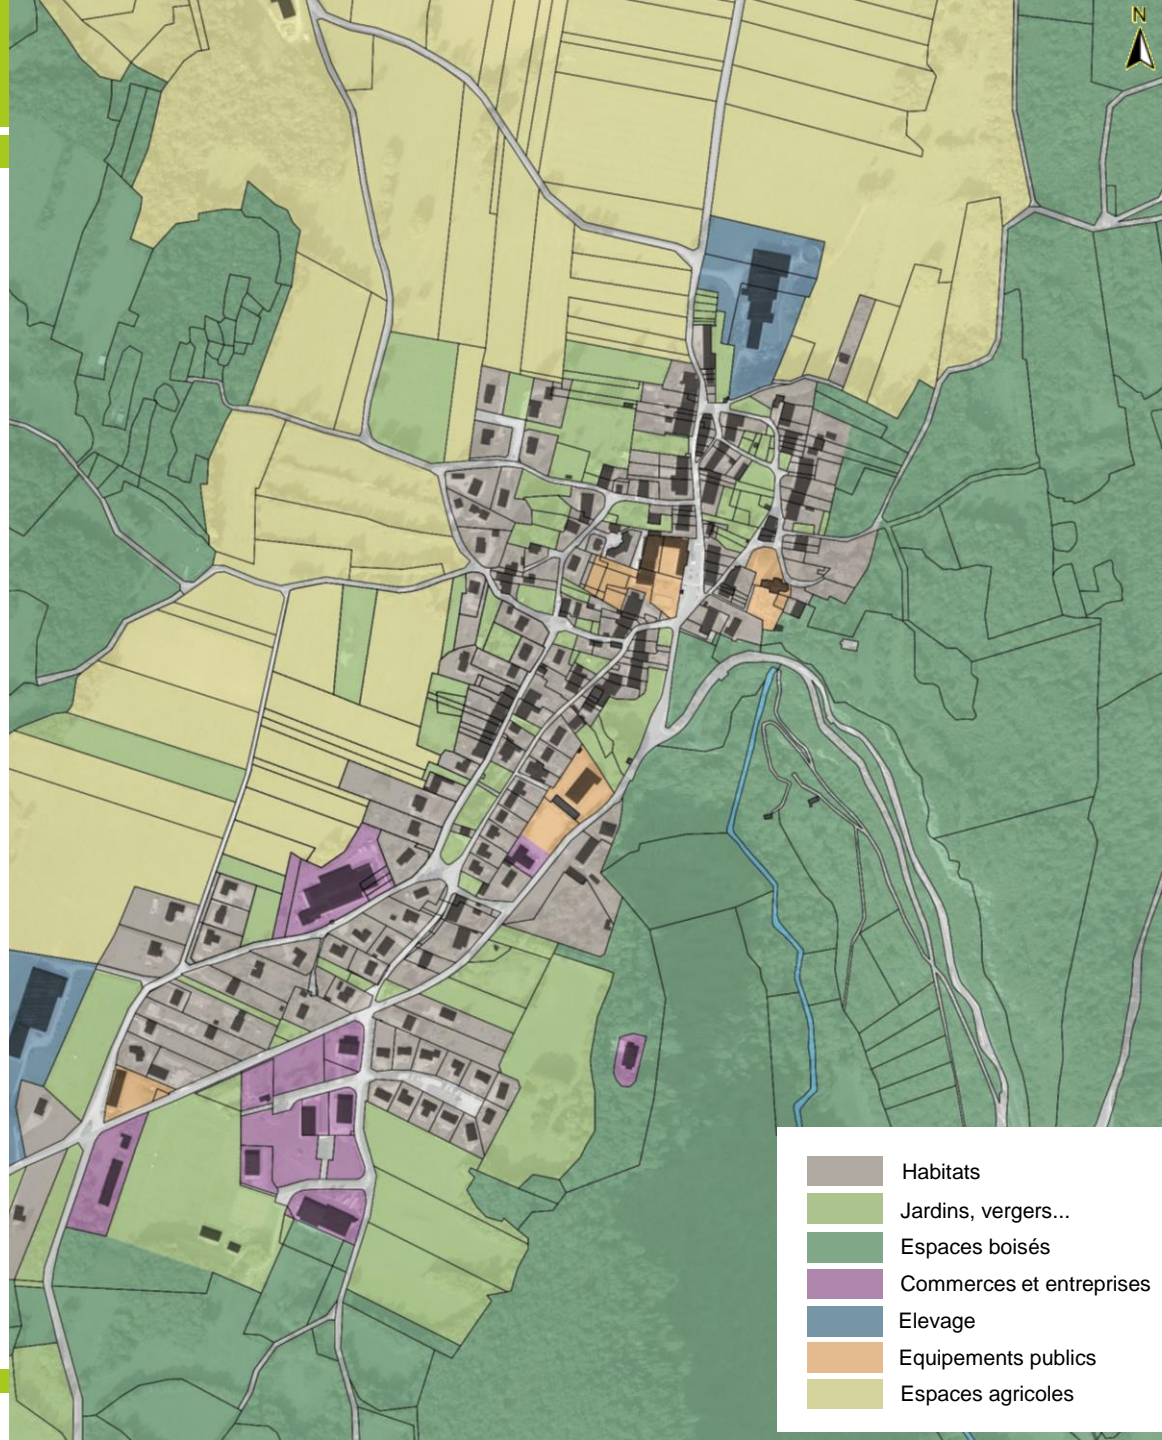 N
Habitats
Jardins, vergers...
Espaces boisés
Commerces et entreprises
Elevage
Equipements publics
Espaces agricoles